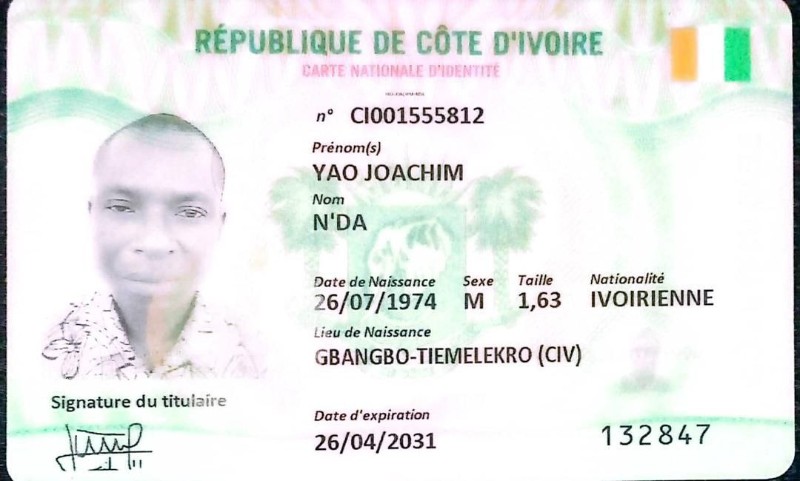 RÉPUBLIQUE DE CÔTE D'IVOIRE
CARTE NATIONALE D'IDENTITÉ
n° CI001555812
Prénom(s)
YAO JOACHIM
Nom
N'DA
Date de Naissance Sexe Taille Nationalité
26/07/1974 M 1,63 IVOIRIENNE
Lieu de Naissance
GBANGBO-TIEMELEKRO (CIV)
Signature du titulaire
Date d'expiration
26/04/2031
132847